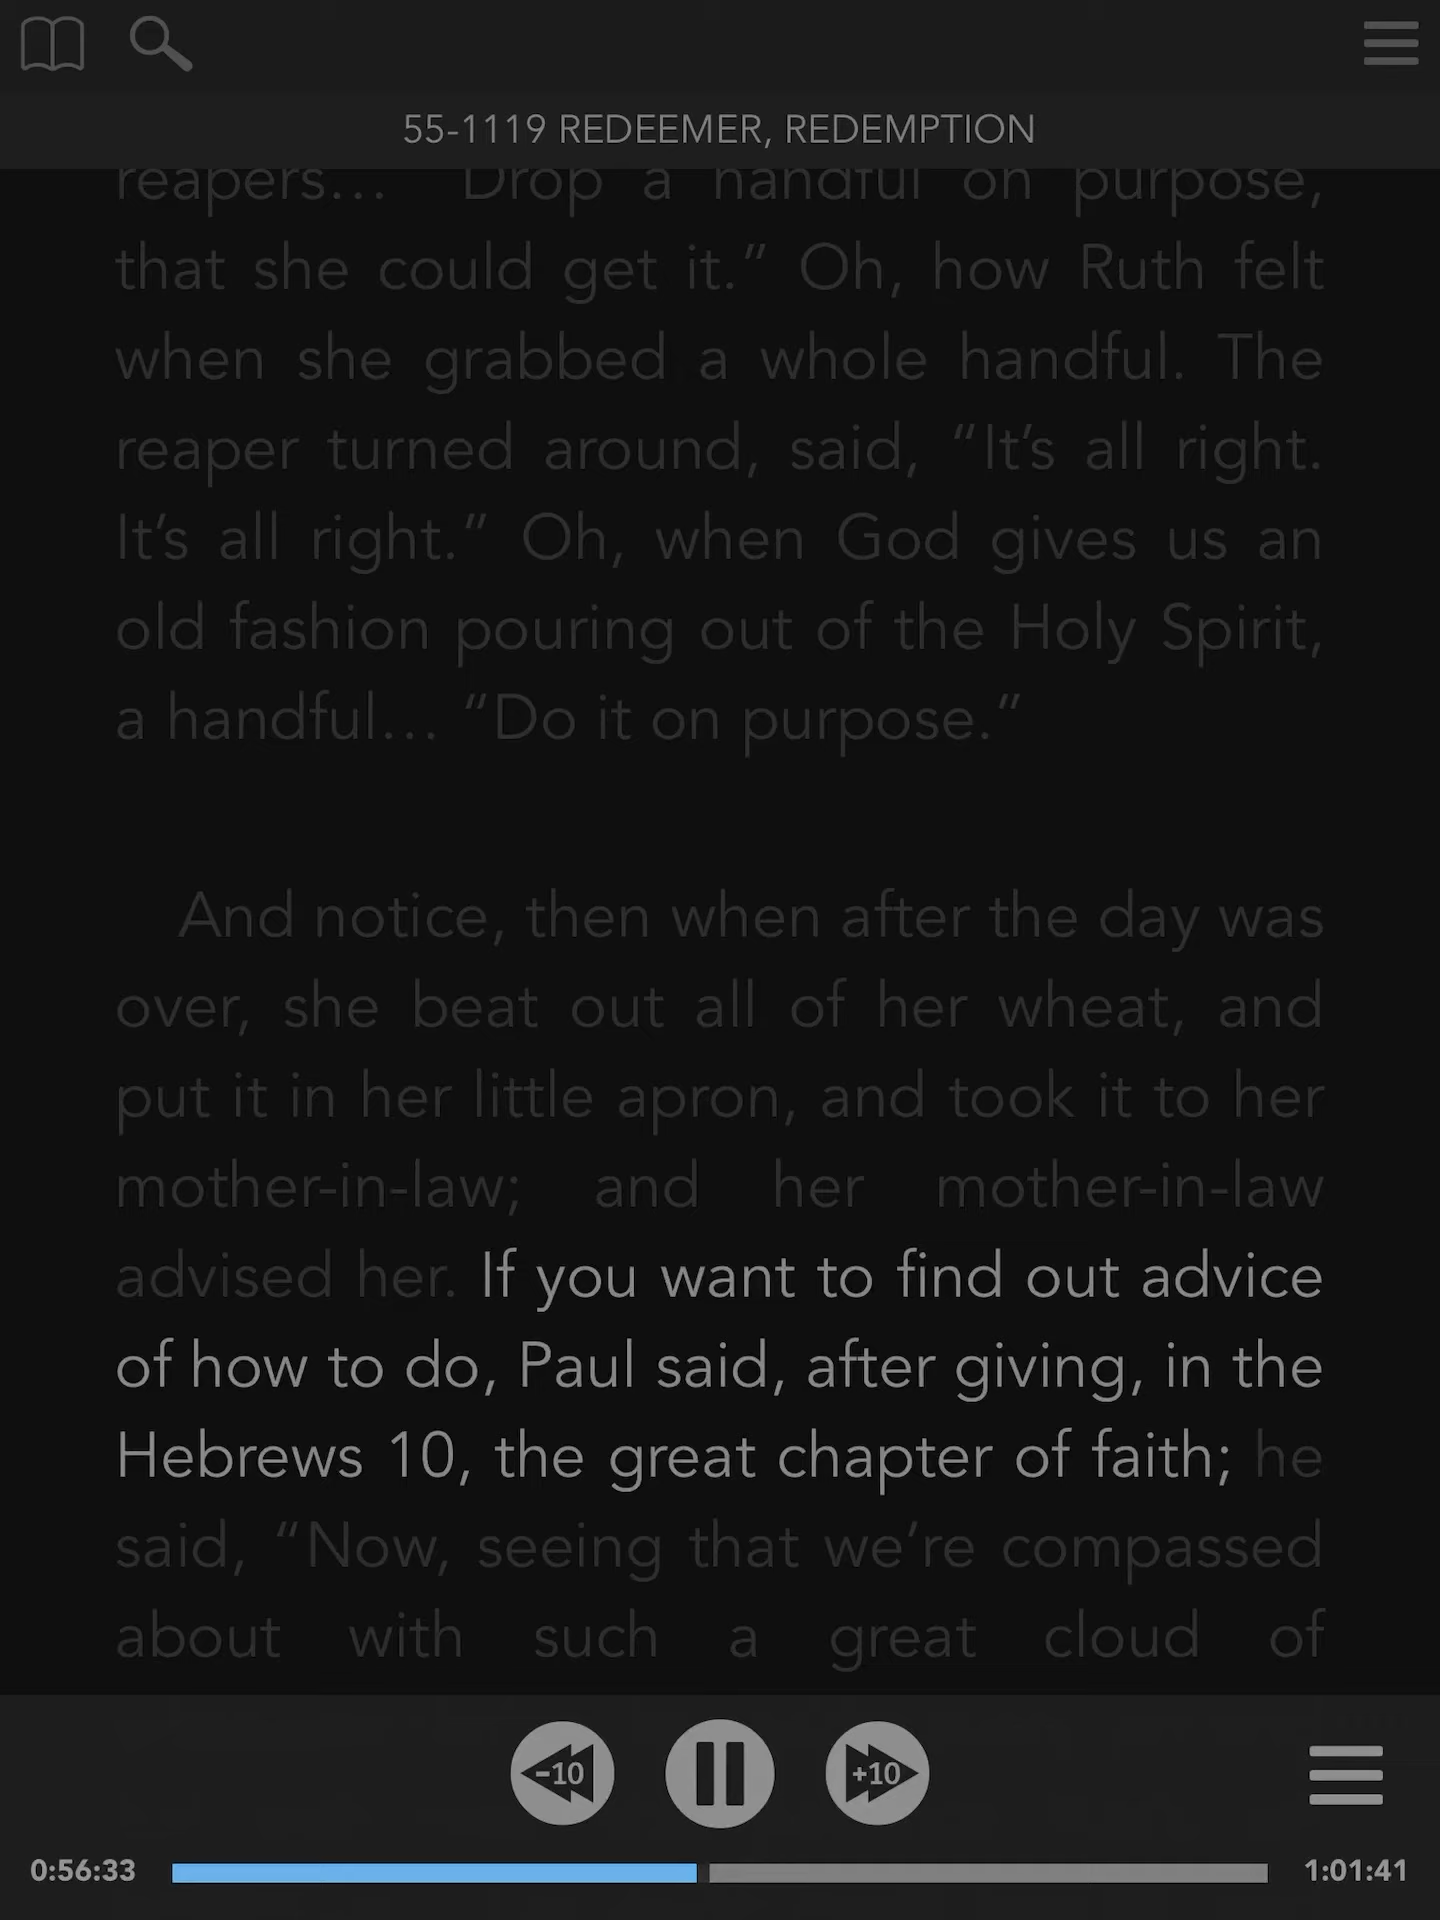 55-1119 REDEEMER, REDEMPTION
reapers… “Drop a handful on purpose,
that she could get it.” Oh, how Ruth felt
when she grabbed a whole handful. The
reaper turned around, said, “It’s all right.
It’s all right.” Oh, when God gives us an
old fashion pouring out of the Holy Spirit,
a handful… “Do it on purpose.”
And notice, then when after the day was
over, she beat out all of her wheat, and
put it in her little apron, and took it to her
mother-in-law; and her mother-in-law
advised her. If you want to find out advice
of how to do, Paul said, after giving, in the
Hebrews 10, the great chapter of faith; he
said, “Now, seeing that we’re compassed
about with such a great cloud of
-10 +10
0:56:33 1:01:41